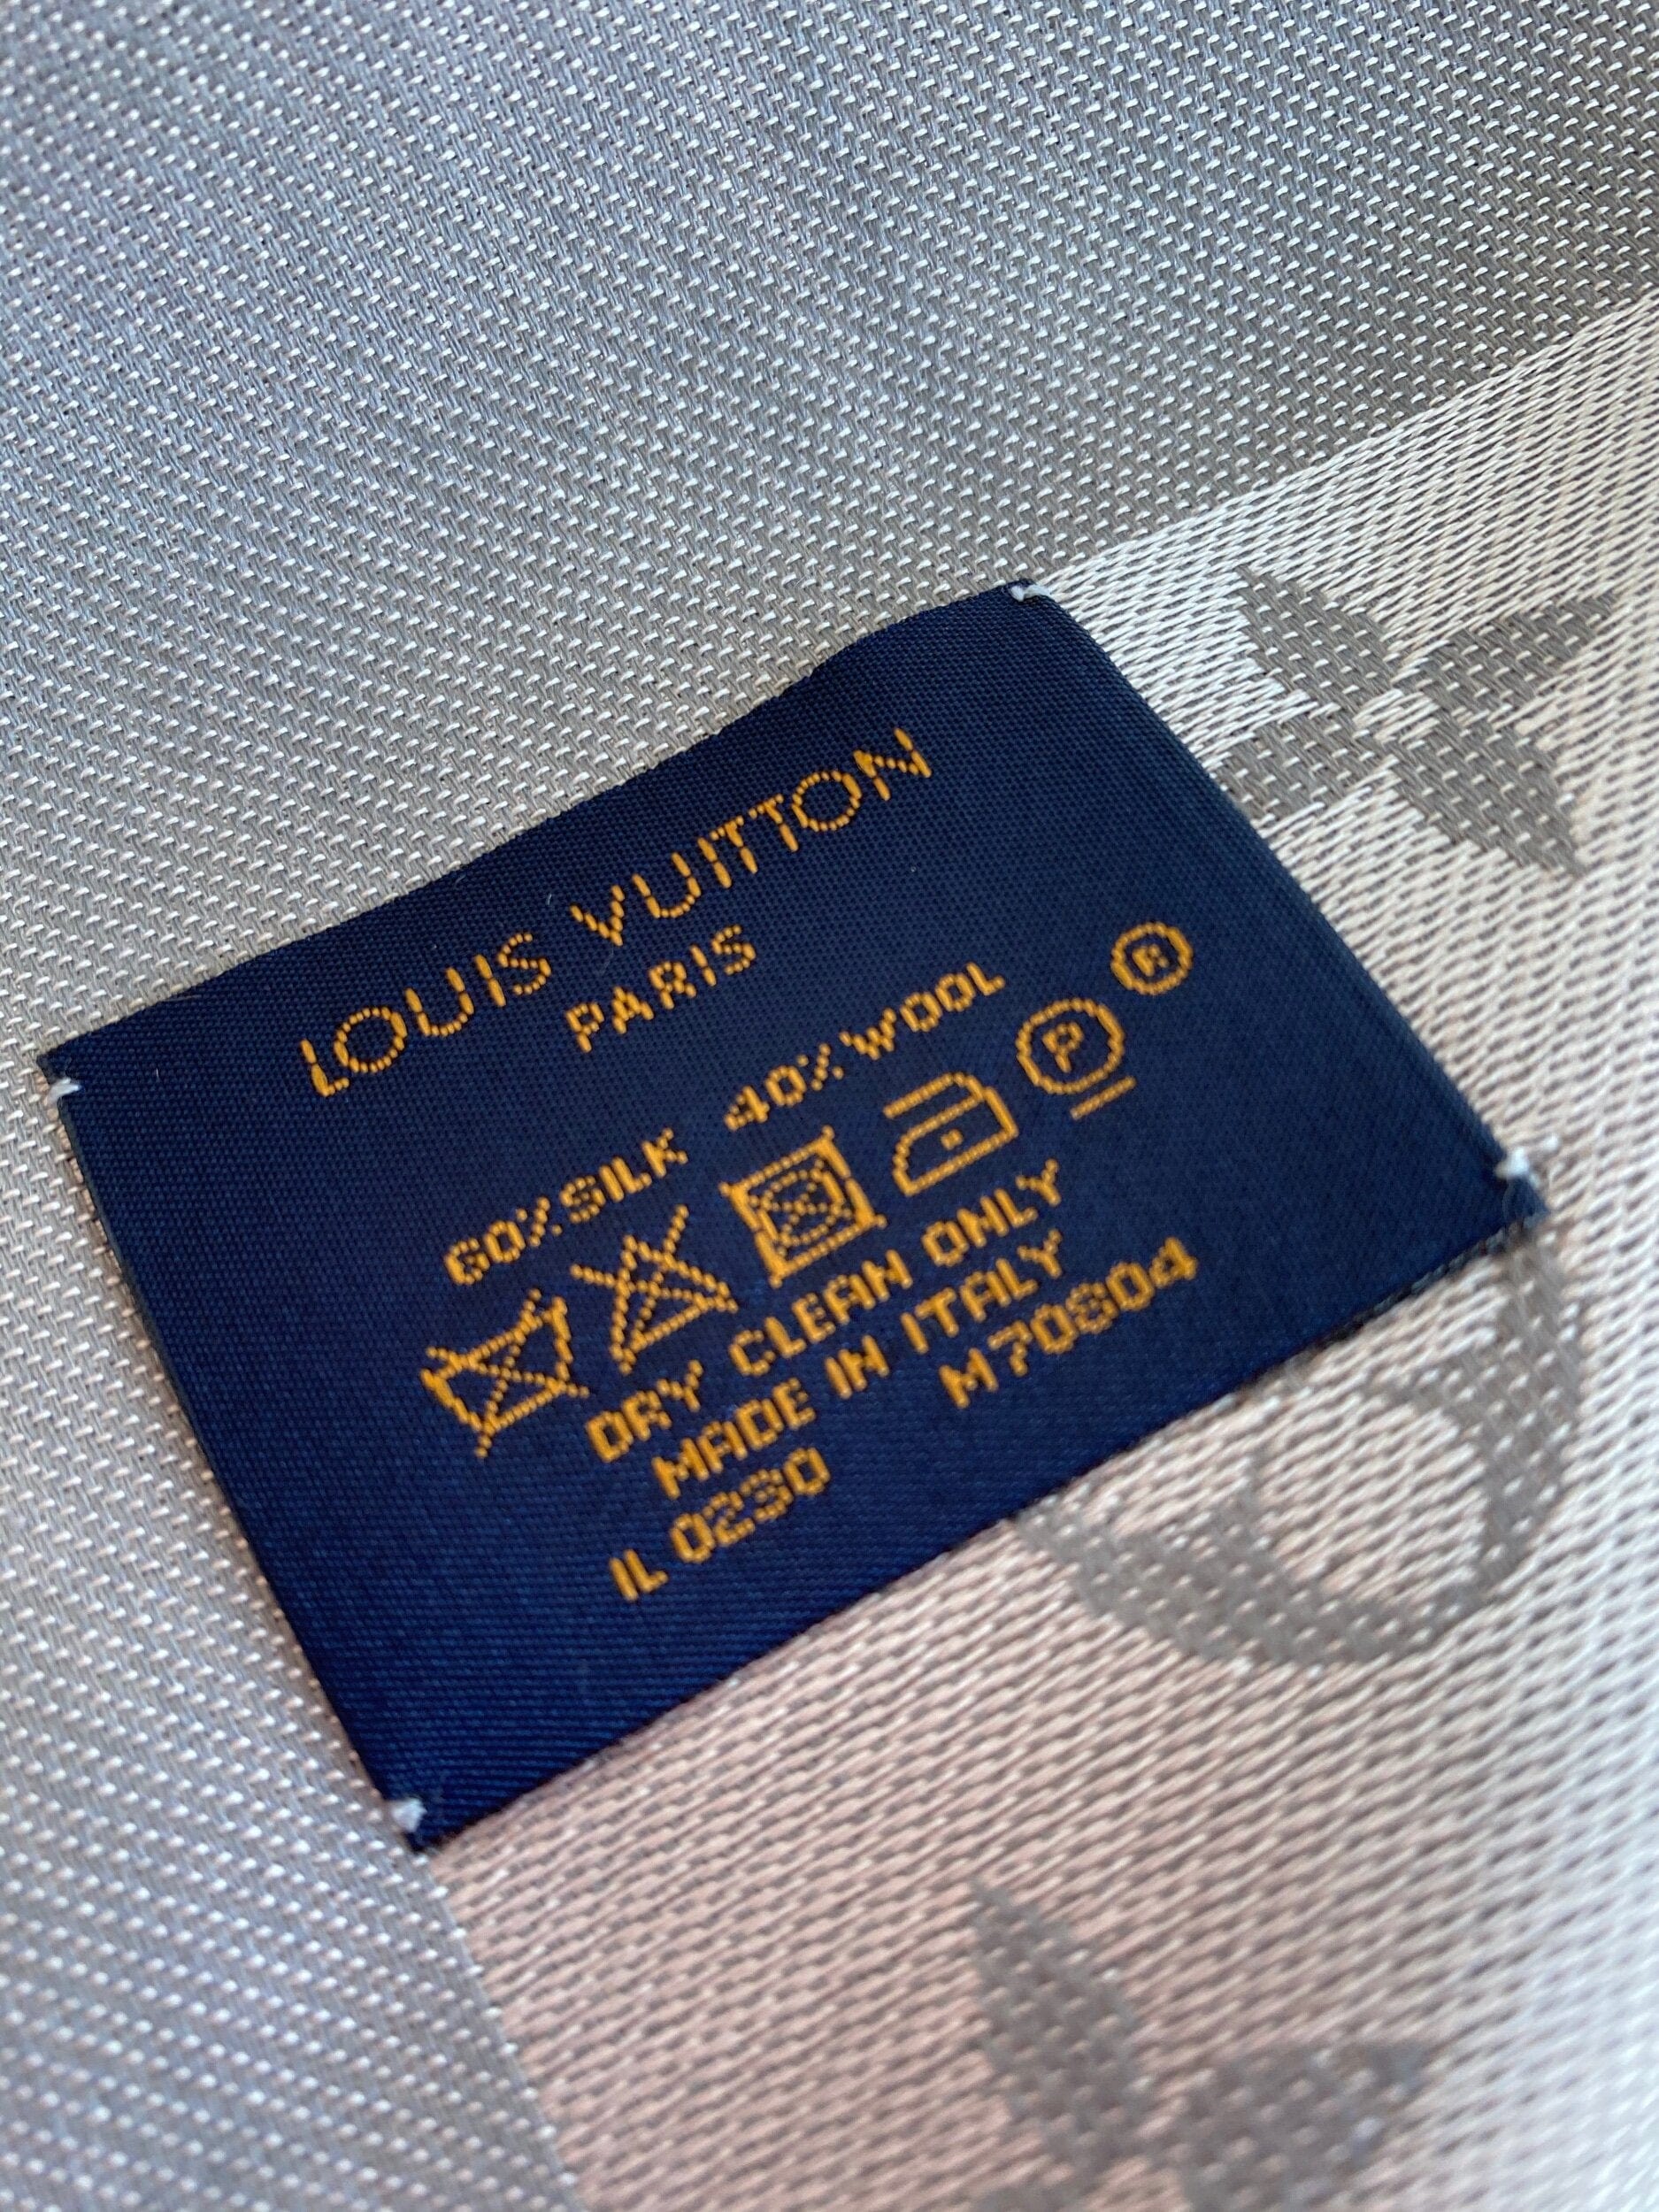 LOUIS VUITTON
PARIS
®
60% SILK 40% WOOL
P
DRY CLEAN ONLY
MADE IN ITALY
IL 0230 M70804